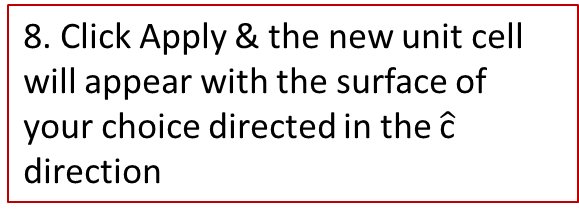 8. Click Apply & the new unit cell
will appear with the surface of
your choice directed in the ĉ
direction